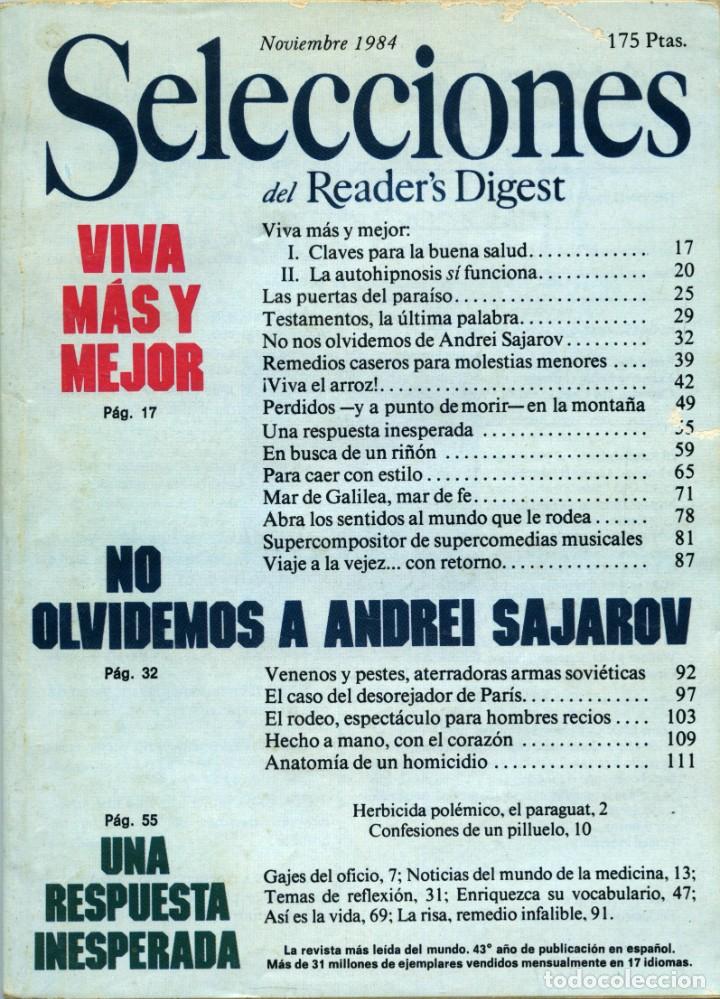 Noviembre 1984
175 Ptas.
Selecciones
del Reader's Digest
VIVA
MÁS Y
MEJOR
Pág. 17
Viva más y mejor:
I. Claves para la buena salud............. 17
II. La autohipnosis sí funciona............ 20
Las puertas del paraíso.................... 25
Testamentos, la última palabra............. 29
No nos olvidemos de Andrei Sajarov......... 32
Remedios caseros para molestias menores .... 39
¡Viva el arroz!............................ 42
Perdidos —y a punto de morir— en la montaña 49
Una respuesta inesperada .................. 55
En busca de un riñón ...................... 59
Para caer con estilo ...................... 65
Mar de Galilea, mar de fe.................. 71
Abra los sentidos al mundo que le rodea ...... 78
Supercompositor de supercomedias musicales 81
Viaje a la vejez... con retorno............... 87
NO
OLVIDEMOS A ANDREI SAJAROV
Pág. 32
Venenos y pestes, aterradoras armas soviéticas 92
El caso del desorejador de París............. 97
El rodeo, espectáculo para hombres recios .... 103
Hecho a mano, con el corazón .............. 109
Anatomía de un homicidio ................ 111
Herbicida polémico, el paraguat, 2
Confesiones de un pilluelo, 10
Pág. 55
UNA
RESPUESTA
INESPERADA
Gajes del oficio, 7; Noticias del mundo de la medicina, 13;
Temas de reflexión, 31; Enriquezca su vocabulario, 47;
Así es la vida, 69; La risa, remedio infalible, 91.
La revista más leída del mundo. 43° año de publicación en español.
Más de 31 millones de ejemplares vendidos mensualmente en 17 idiomas.
todocoleccion